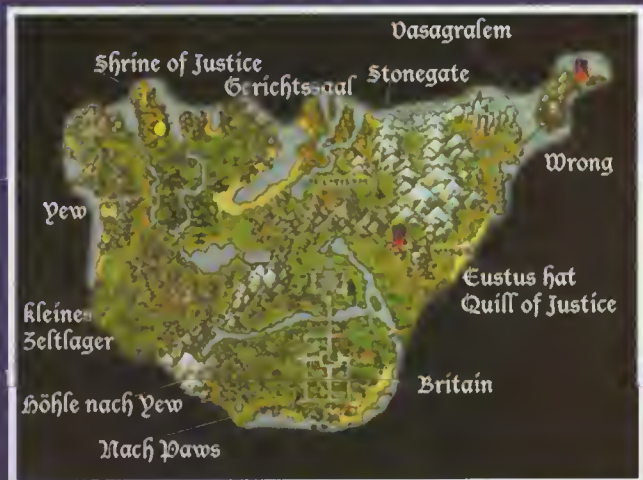 Vasagralem
Shrine of Justice
Gerichtssaal
Stonegate
Wrong
Yew
Eustus hat
Quill of Justice
kleines
Zeltlager
Britain
Höhle nach Yew
Nach Paws